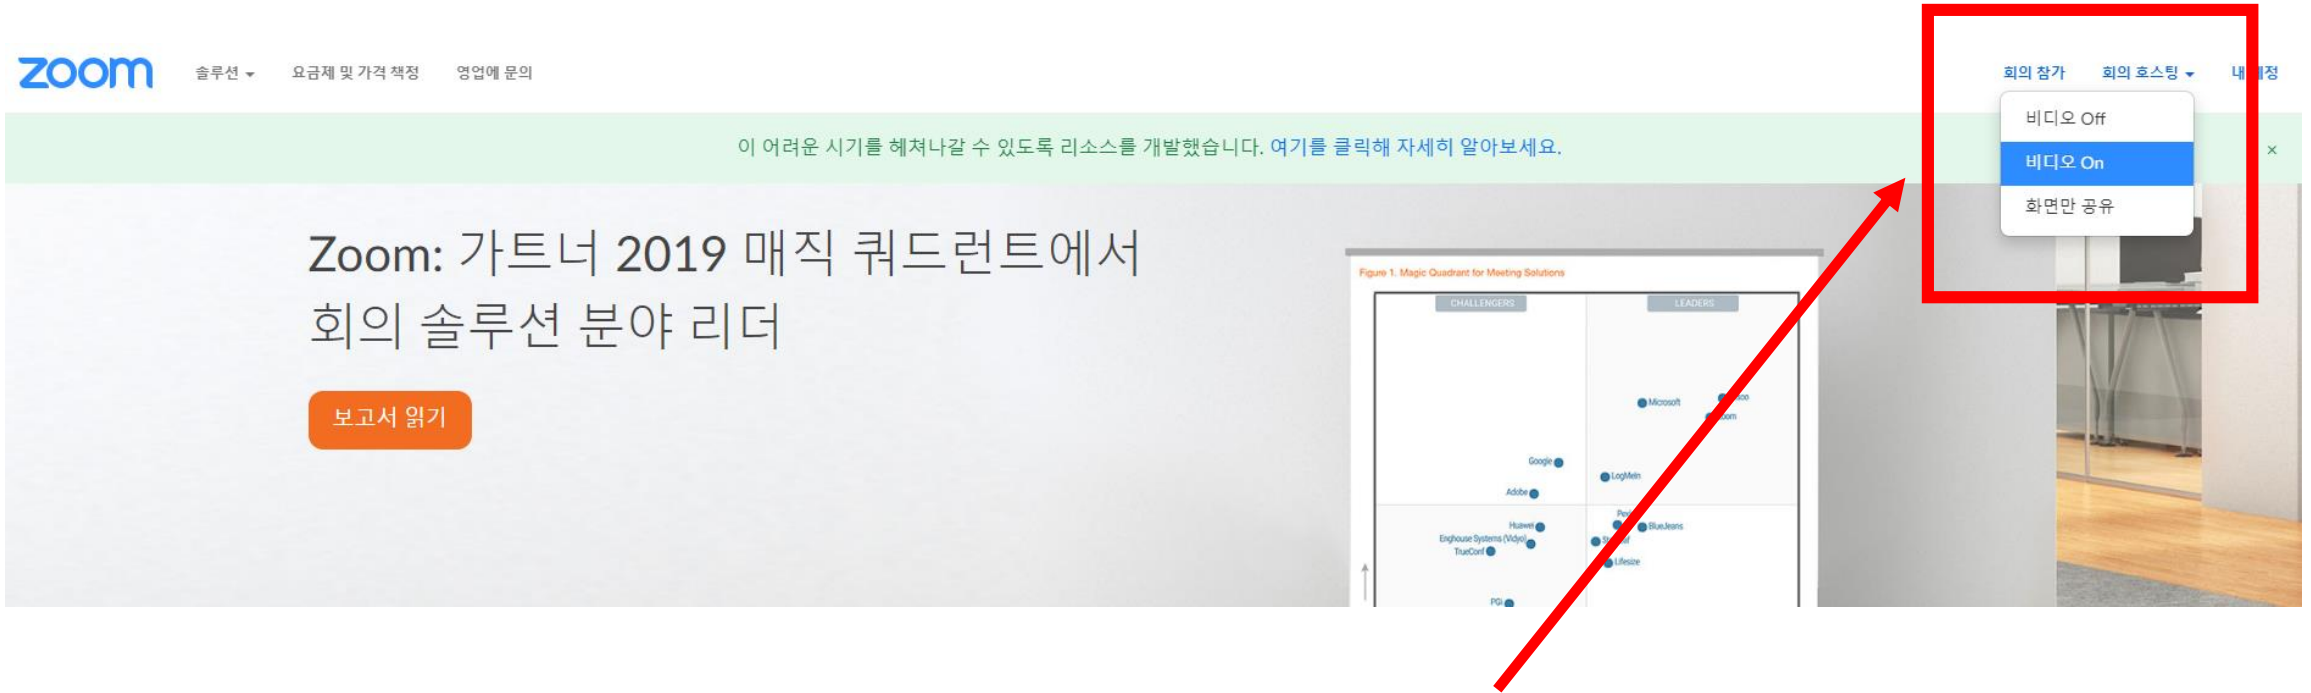 zoom
솔루션
요금제 및 가격 책정
영업에 문의
회의 참가
회의 호스팅
비디오 Off
비디오 On
화면만 공유
이 어려운 시기를 헤쳐나갈 수 있도록 리소스를 개발했습니다. 여기를 클릭해 자세히 알아보세요.
×
Zoom: 가트너 2019 매직 쿼드런트에서
회의 솔루션 분야 리더
보고서 읽기
Figure 1. Magic Quadrant for Meeting Solutions
CHALLENGERS
LEADERS
Microsoft
Google
LogMein
Adobe
Huawei
BlueJeans
Enghouse Systems (Vidyo)
TrueConf
Lifesize
PGi